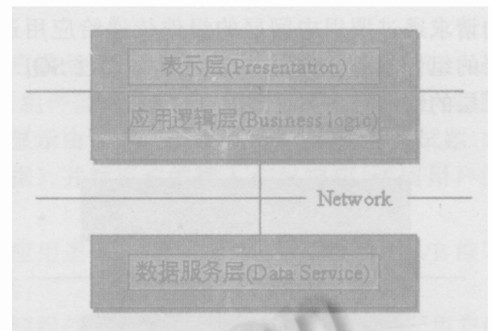 表示层(Presentation)
应用逻辑层(Business logic)
Network
数据服务层(Data Service)